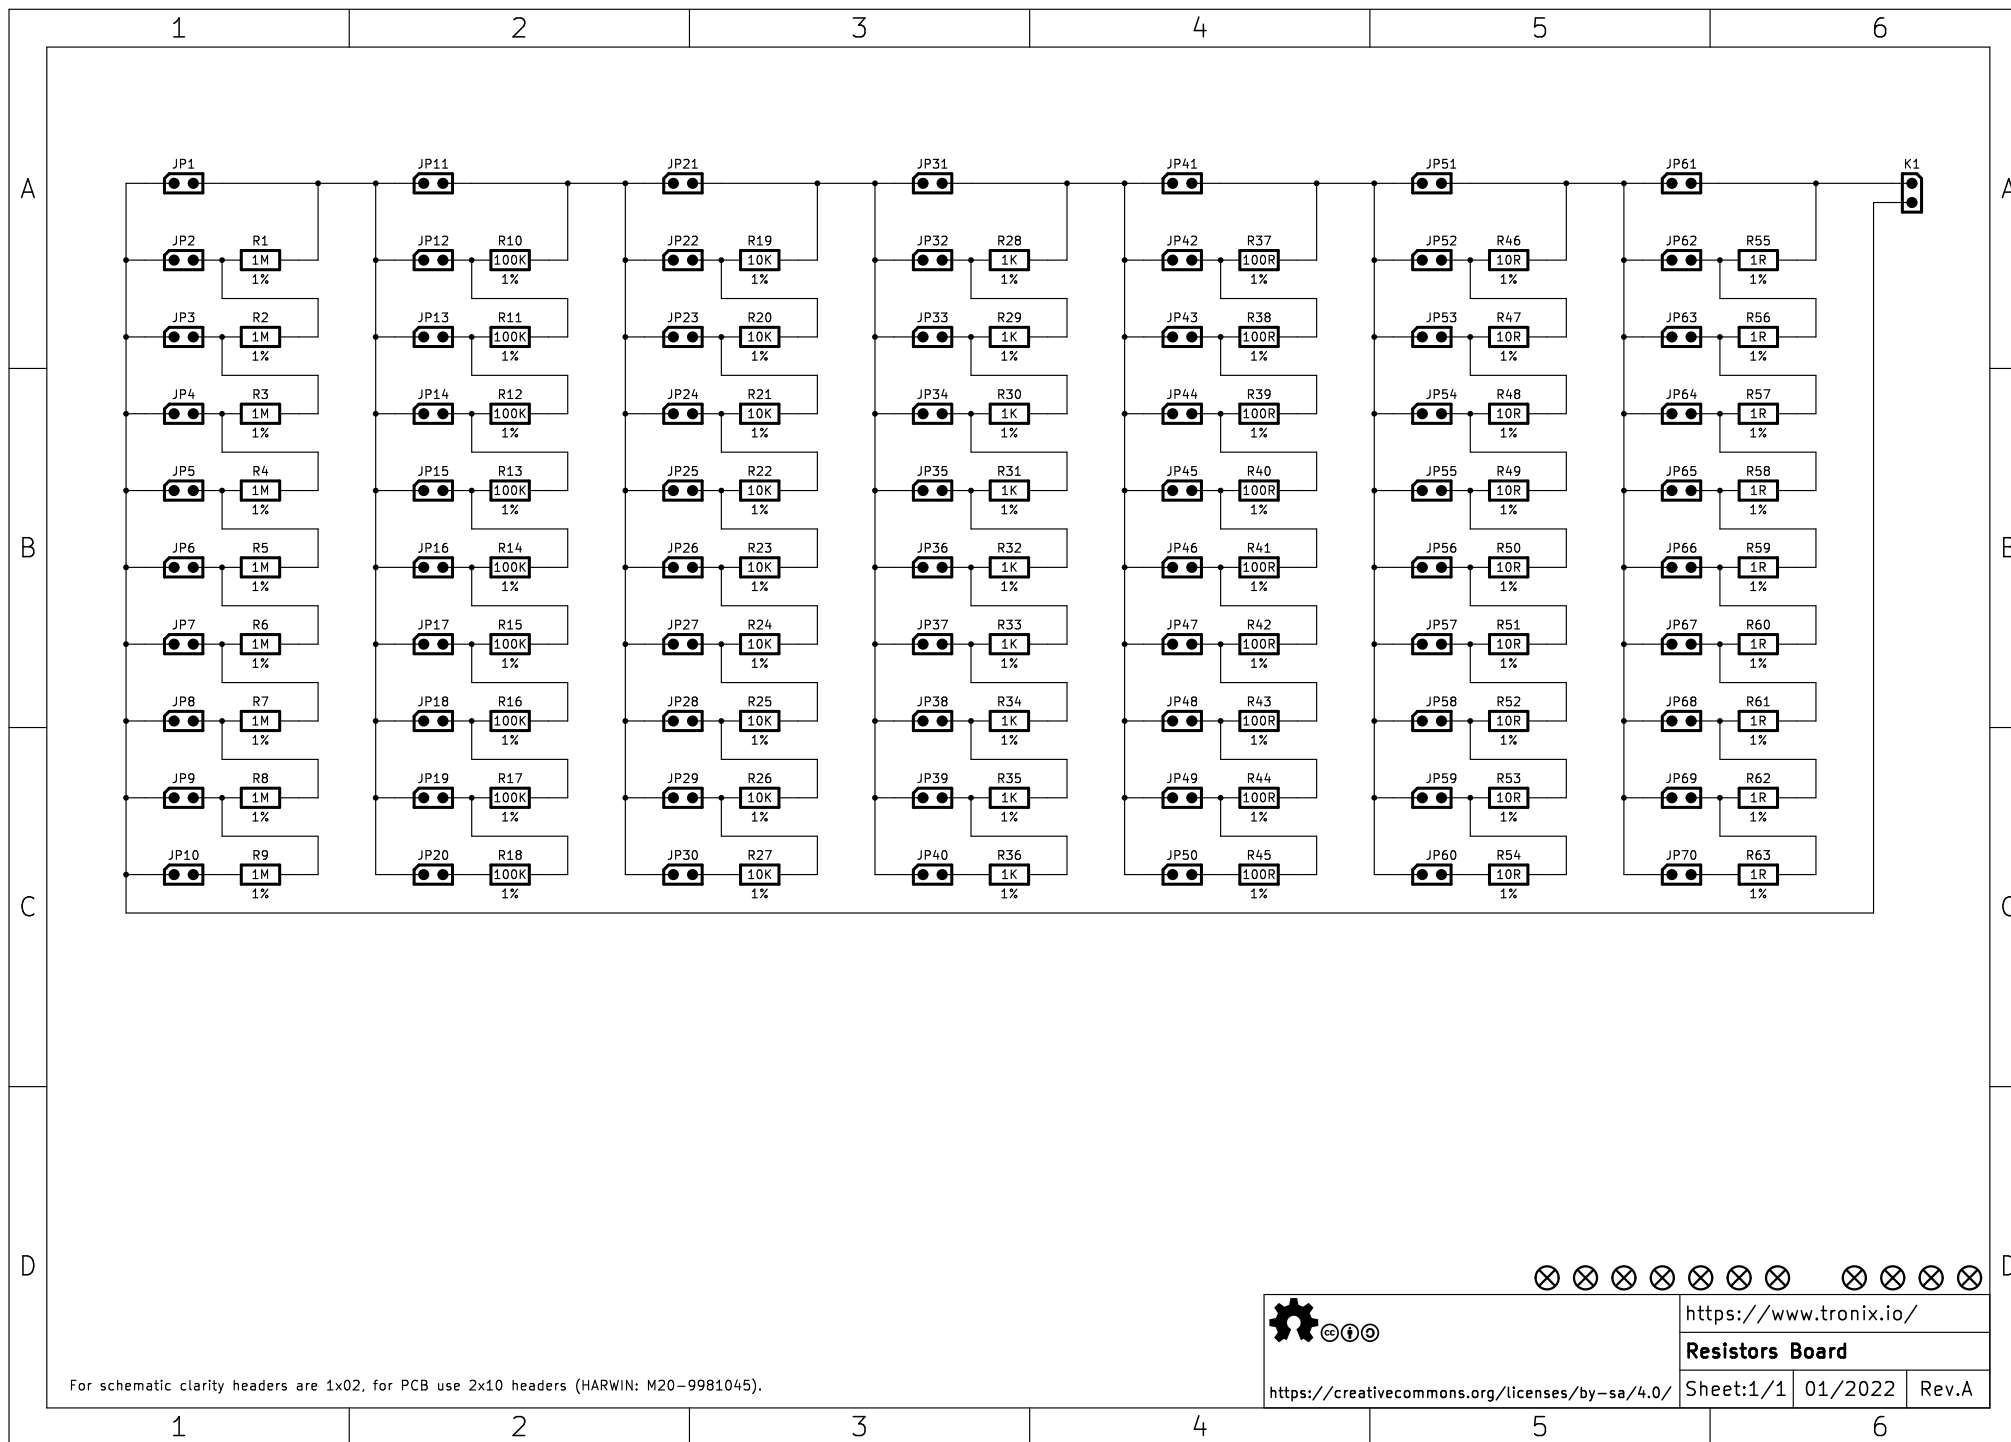 1 2 3 4 5 6
JP1 JP11 JP21 JP31 JP41 JP51 JP61 K1
A A
JP2 R1 JP12 R10 JP22 R19 JP32 R28 JP42 R37 JP52 R46 JP62 R55
1M 100K 10K 1K 100R 10R 1R
1% 1% 1% 1% 1% 1% 1%
JP3 R2 JP13 R11 JP23 R20 JP33 R29 JP43 R38 JP53 R47 JP63 R56
1M 100K 10K 1K 100R 10R 1R
1% 1% 1% 1% 1% 1% 1%
JP4 R3 JP14 R12 JP24 R21 JP34 R30 JP44 R39 JP54 R48 JP64 R57
1M 100K 10K 1K 100R 10R 1R
1% 1% 1% 1% 1% 1% 1%
JP5 R4 JP15 R13 JP25 R22 JP35 R31 JP45 R40 JP55 R49 JP65 R58
1M 100K 10K 1K 100R 10R 1R
1% 1% 1% 1% 1% 1% 1%
B B
JP6 R5 JP16 R14 JP26 R23 JP36 R32 JP46 R41 JP56 R50 JP66 R59
1M 100K 10K 1K 100R 10R 1R
1% 1% 1% 1% 1% 1% 1%
JP7 R6 JP17 R15 JP27 R24 JP37 R33 JP47 R42 JP57 R51 JP67 R60
1M 100K 10K 1K 100R 10R 1R
1% 1% 1% 1% 1% 1% 1%
JP8 R7 JP18 R16 JP28 R25 JP38 R34 JP48 R43 JP58 R52 JP68 R61
1M 100K 10K 1K 100R 10R 1R
1% 1% 1% 1% 1% 1% 1%
JP9 R8 JP19 R17 JP29 R26 JP39 R35 JP49 R44 JP59 R53 JP69 R62
1M 100K 10K 1K 100R 10R 1R
1% 1% 1% 1% 1% 1% 1%
JP10 R9 JP20 R18 JP30 R27 JP40 R36 JP50 R45 JP60 R54 JP70 R63
1M 100K 10K 1K 100R 10R 1R
1% 1% 1% 1% 1% 1% 1%
C C
D D
https://www.tronix.io/
cc
Resistors Board
For schematic clarity headers are 1x02, for PCB use 2x10 headers (HARWIN: M20-9981045).
https://creativecommons.org/licenses/by-sa/4.0/
Sheet:1/1 01/2022 Rev.A
1 2 3 4 5 6